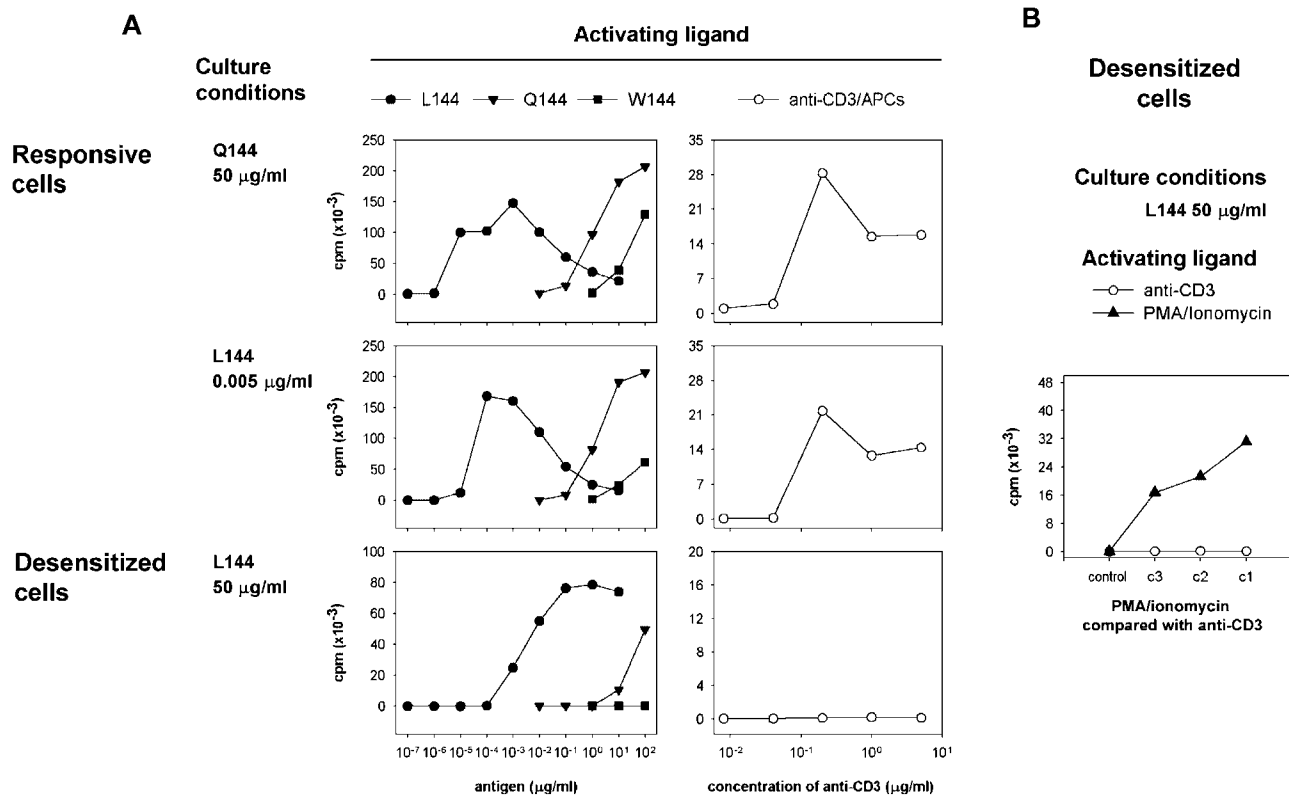 A
Activating ligand
Culture
conditions
L144
Q144
W144
anti-CD3/APCs
Responsive
cells
Q144
50 µg/ml
cpm (x10⁻³)
250
200
150
100
50
0
35
28
21
14
7
0
L144
0.005 µg/ml
cpm (x10⁻³)
250
200
150
100
50
0
35
28
21
14
7
0
Desensitized
cells
L144
50 µg/ml
cpm (x10⁻³)
100
80
60
40
20
0
20
16
12
8
4
0
10⁻⁷ 10⁻⁶ 10⁻⁵ 10⁻⁴ 10⁻³ 10⁻² 10⁻¹ 10⁰ 10¹ 10²
antigen (µg/ml)
10⁻² 10⁻¹ 10⁰ 10¹
concentration of anti-CD3 (µg/ml)
B
Desensitized
cells
Culture conditions
L144 50 µg/ml
Activating ligand
anti-CD3
PMA/Ionomycin
cpm (x10⁻³)
48
40
32
24
16
8
0
control c3 c2 c1
PMA/ionomycin
compared with anti-CD3